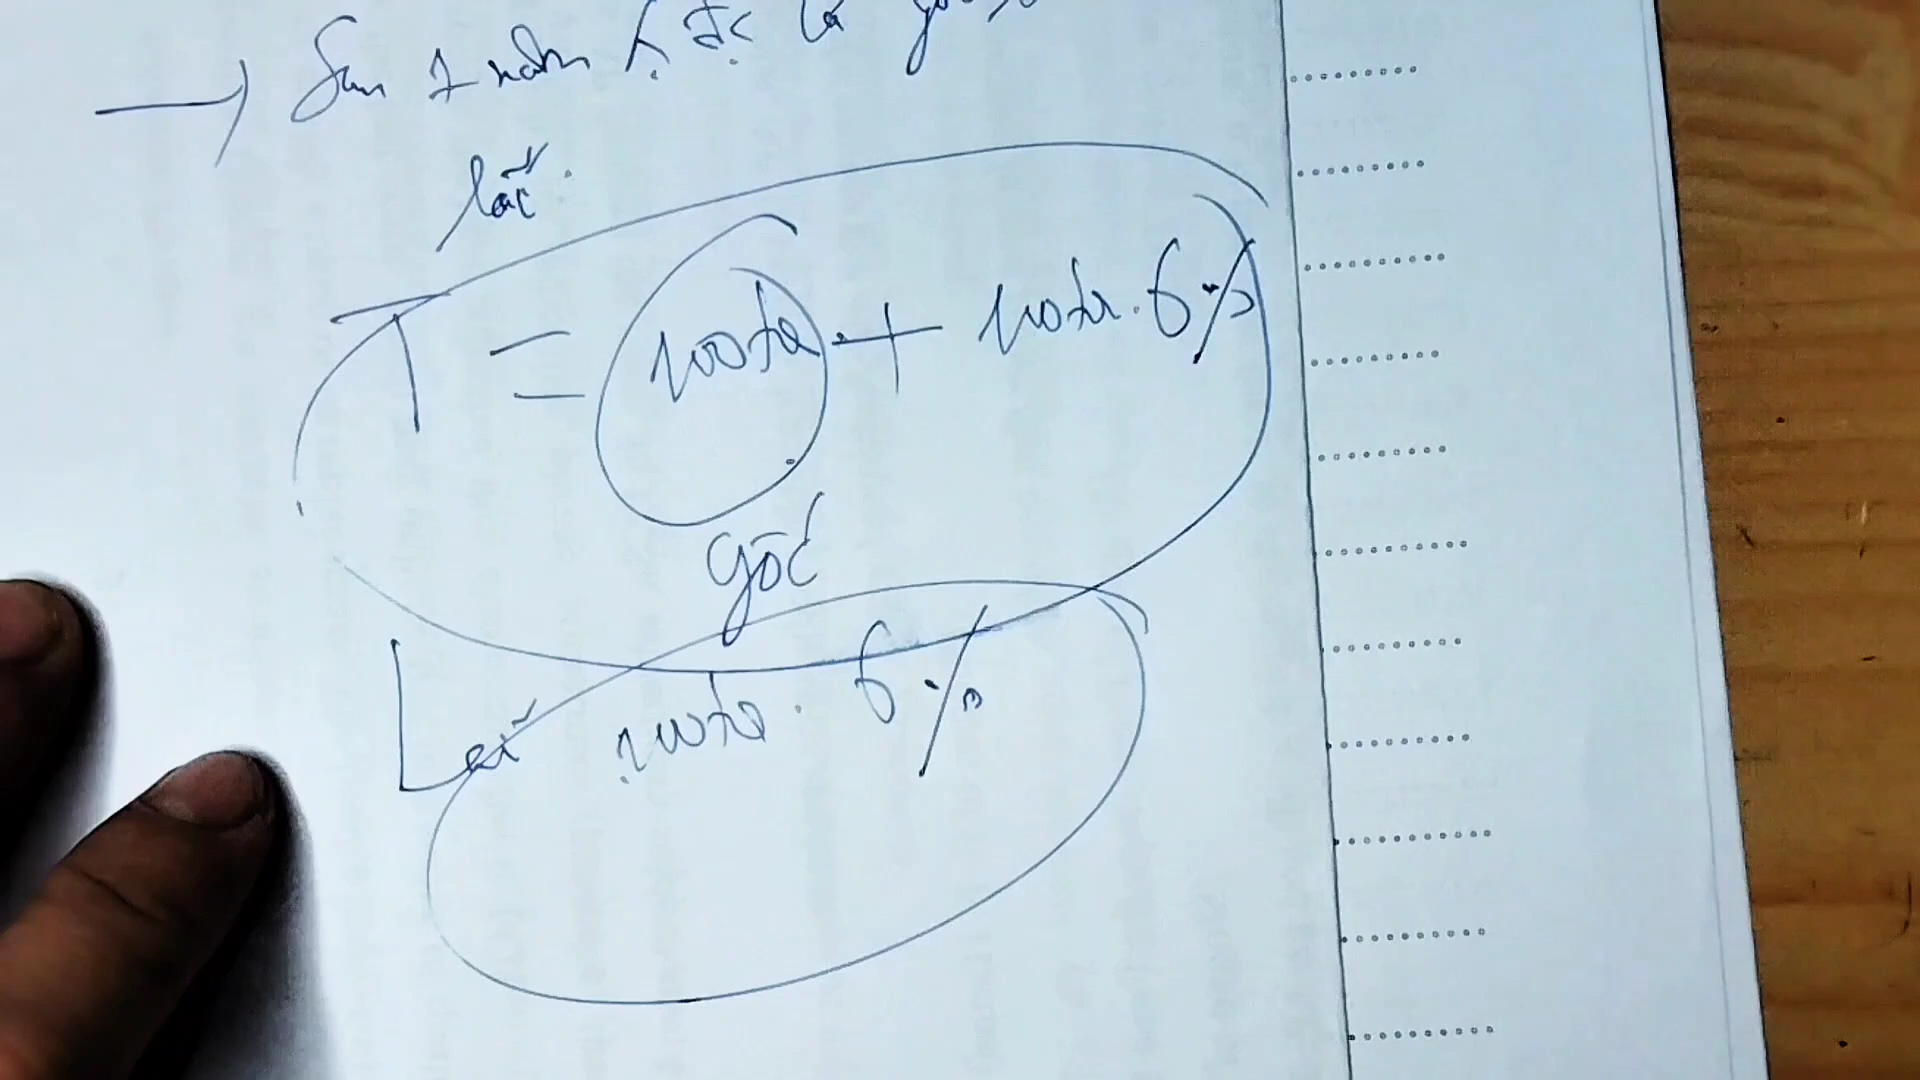 → Sau 1 năm
lãi.
T = 100tr + 100tr. 6%
gốc
Lãi 100tr. 6%